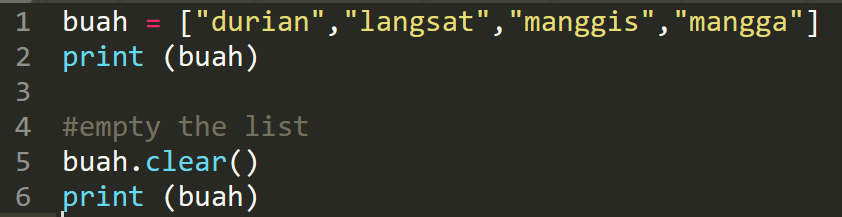 1 buah = ["durian","langsat","manggis","mangga"]
2 print (buah)
3
4 #empty the list
5 buah.clear()
6 print (buah)